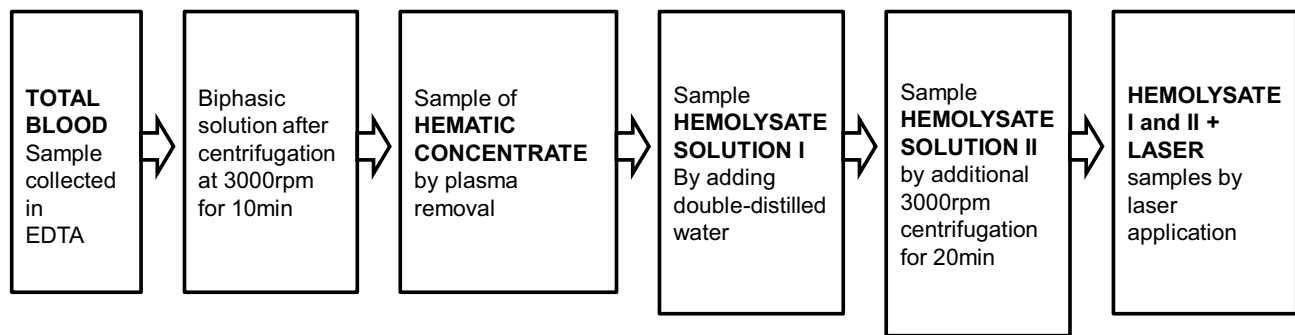 TOTAL
BLOOD
Sample
collected
in
EDTA
Biphasic
solution after
centrifugation
at 3000rpm
for 10min
Sample of
HEMATIC
CONCENTRATE
by plasma
removal
Sample
HEMOLYSATE
SOLUTION I
By adding
double-distilled
water
Sample
HEMOLYSATE
SOLUTION II
by additional
3000rpm
centrifugation
for 20min
HEMOLYSATE
I and II +
LASER
samples by
laser
application